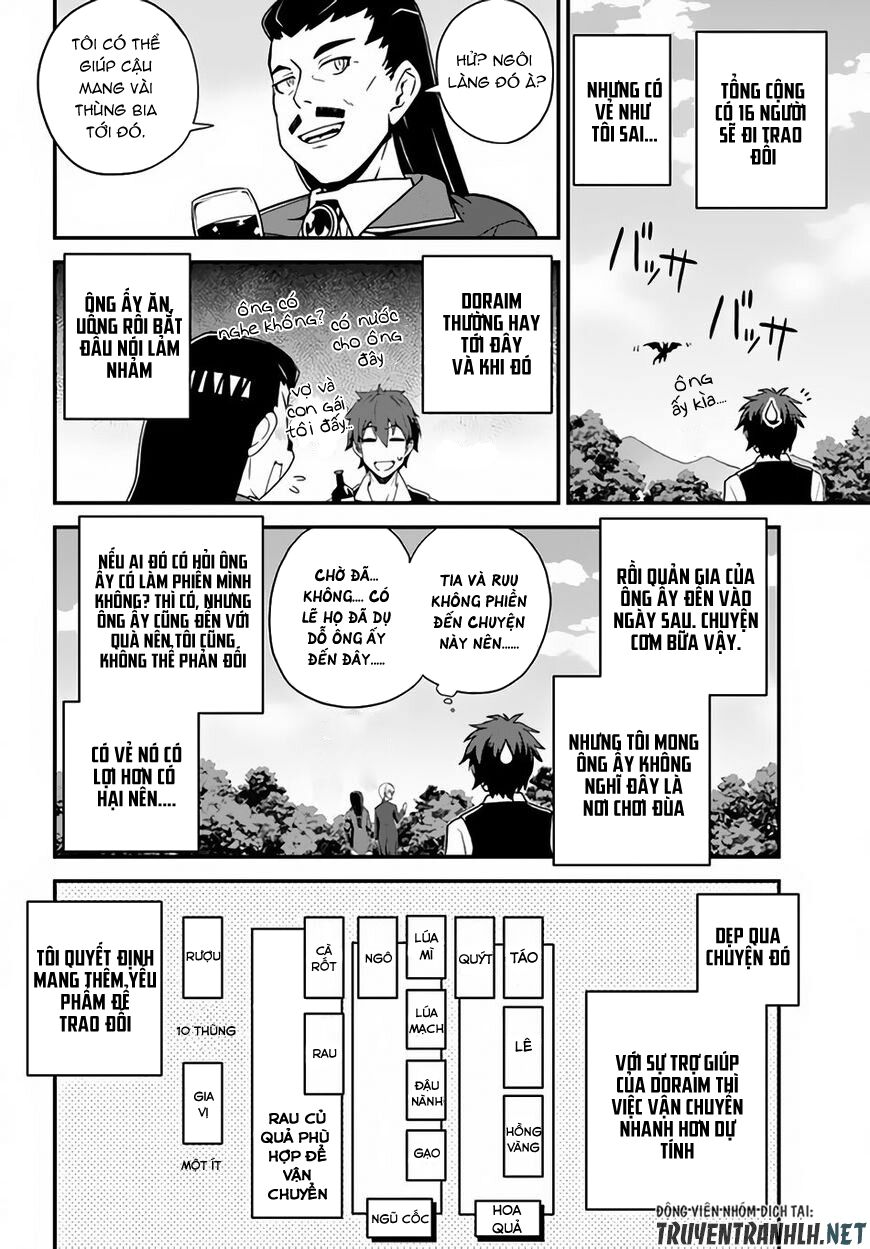 TỔNG CỘNG
CÓ 16 NGƯỜI
SẼ ĐI TRAO
ĐỔI
NHƯNG CÓ
VẺ NHƯ
TÔI SAI...
バッサ
バッサ
ÔNG
ẤY KÌA....
HỬ? NGÔI
LÀNG ĐÓ À?
TÔI CÓ THỂ
GIÚP CẬU
MANG VÀI
THÙNG BIA
TỚI ĐÓ.
DORAIM
THƯỜNG HAY
TỚI ĐÂY
VÀ KHI ĐÓ
CÓ NƯỚC
CHO ÔNG
ĐÂY
ÔNG CÓ
NGHE KHÔNG?
VỢ VÀ
CON GÁI
TÔI ĐẤY..
ÔNG ẤY ĂN,
UỐNG RỒI BẮT
ĐẦU NÓI LẢM
NHẢM
RỒI QUẢN GIA CỦA
ÔNG ẤY ĐẾN VÀO
NGÀY SAU. CHUYỆN
CƠM BỮA VẬY.
NHƯNG TÔI MONG
ÔNG ẤY KHÔNG
NGHĨ ĐÂY LÀ
NƠI CHƠI ĐÙA
TIA VÀ RUU
KHÔNG PHIỀN
ĐẾN CHUYỆN
NÀY NÊN......
CHỜ ĐÃ...
KHÔNG.... CÓ
LẼ HỌ ĐÃ DỤ
DỖ ÔNG ẤY
ĐẾN ĐÂY.....
NẾU AI ĐÓ CÓ HỎI ÔNG
ẤY CÓ LÀM PHIỀN MÌNH
KHÔNG? THÌ CÓ, NHƯNG
ÔNG ẤY CŨNG ĐẾN VỚI
QUÀ NÊN TÔI CŨNG
KHÔNG THỂ PHẢN ĐỐI
CÓ VẺ NÓ CÓ
LỢI HƠN CÓ
HẠI NÊN....
DẸP QUA
CHUYỆN ĐÓ
VỚI SỰ TRỢ GIÚP
CỦA DORAIM THÌ
VIỆC VẬN CHUYỂN
NHANH HƠN DỰ
TÍNH
TÁO
LÊ
HỒNG
VÀNG
QUÝT
HOA
QUẢ
LÚA
MÌ
LÚA
MẠCH
ĐẬU
NÀNH
GẠO
NGÔ
NGŨ CỐC
CÀ
RỐT
RAU
RAU CỦ
QUẢ PHÙ
HỢP ĐỂ
VẬN
CHUYỂN
RƯỢU
10 THÙNG
GIA
VỊ
MỘT ÍT
TÔI QUYẾT ĐỊNH
MANG THÊM YẾU
PHẨM ĐỂ
TRAO ĐỔI
ĐỘNG VIÊN NHÓM DỊCH TẠI:
TRUYENTRANHLH.NET